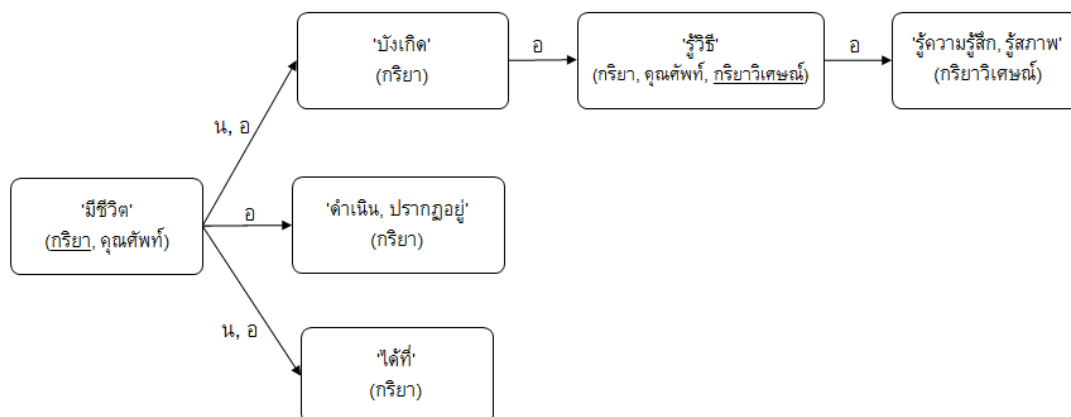 'บังเกิด'
(กริยา)
อ
'รู้วิธี'
(กริยา, คุณศัพท์, กริยาวิเศษณ์)
อ
'รู้ความรู้สึก, รู้สภาพ'
(กริยาวิเศษณ์)
น, อ
'มีชีวิต'
(กริยา, คุณศัพท์)
อ
'ดำเนิน, ปรากฏอยู่'
(กริยา)
น, อ
'ได้ที่'
(กริยา)